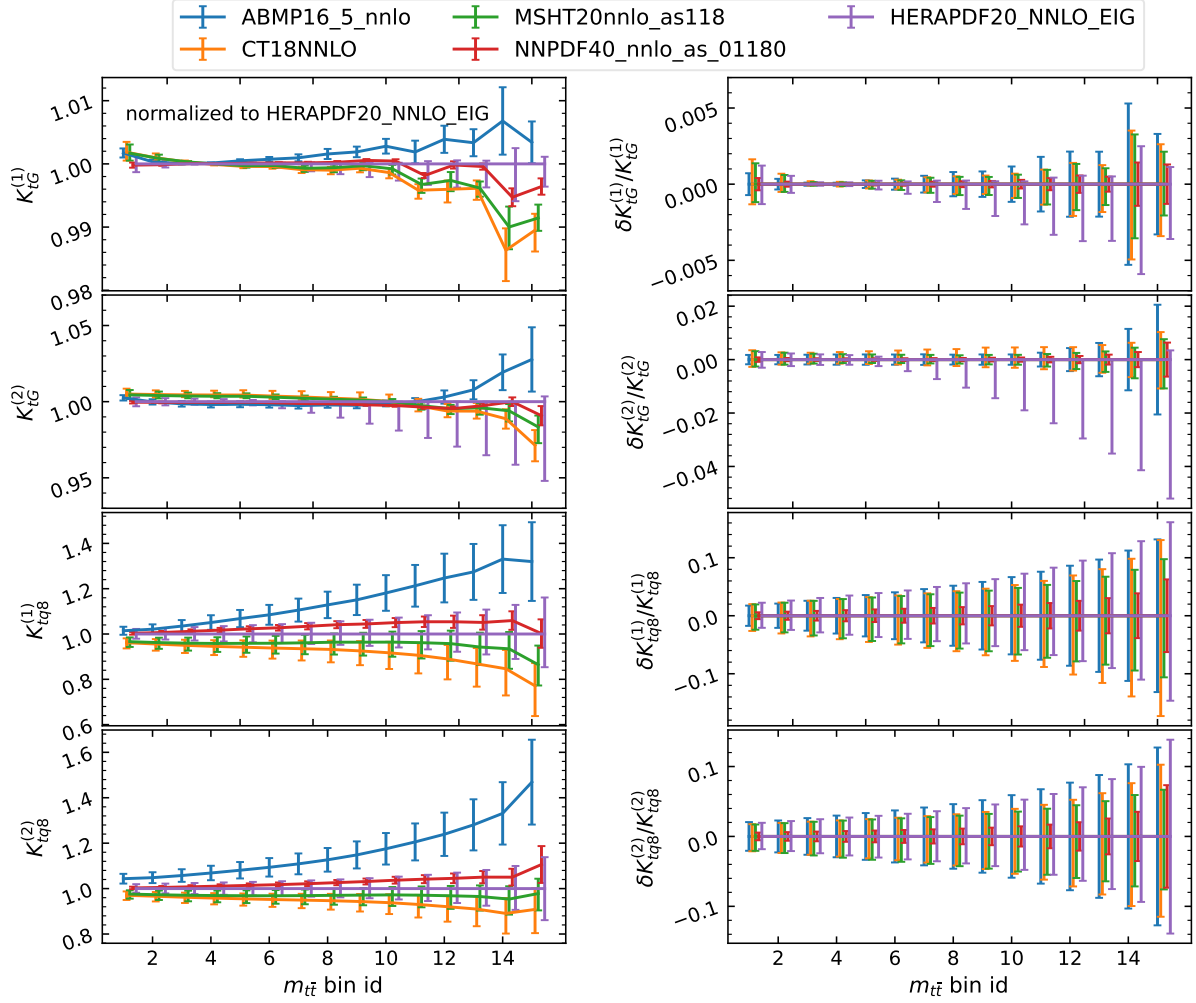 ABMP16_5_nnlo
CT18NNLO
MSHT20nnlo_as118
NNPDF40_nnlo_as_01180
HERAPDF20_NNLO_EIG
normalized to HERAPDF20_NNLO_EIG
1.01
1.00
0.99
0.98
K_{tG}^{(1)}
0.005
0.000
−0.005
δK_{tG}^{(1)}/K_{tG}^{(1)}
0.98
1.05
1.00
0.95
K_{tG}^{(2)}
0.02
0.00
−0.02
−0.04
δK_{tG}^{(2)}/K_{tG}^{(2)}
1.4
1.2
1.0
0.8
0.6
K_{tq8}^{(1)}
0.1
0.0
−0.1
δK_{tq8}^{(1)}/K_{tq8}^{(1)}
1.6
1.4
1.2
1.0
0.8
K_{tq8}^{(2)}
2 4 6 8 10 12 14
m_{tt̄} bin id
0.1
0.0
−0.1
δK_{tq8}^{(2)}/K_{tq8}^{(2)}
2 4 6 8 10 12 14
m_{tt̄} bin id